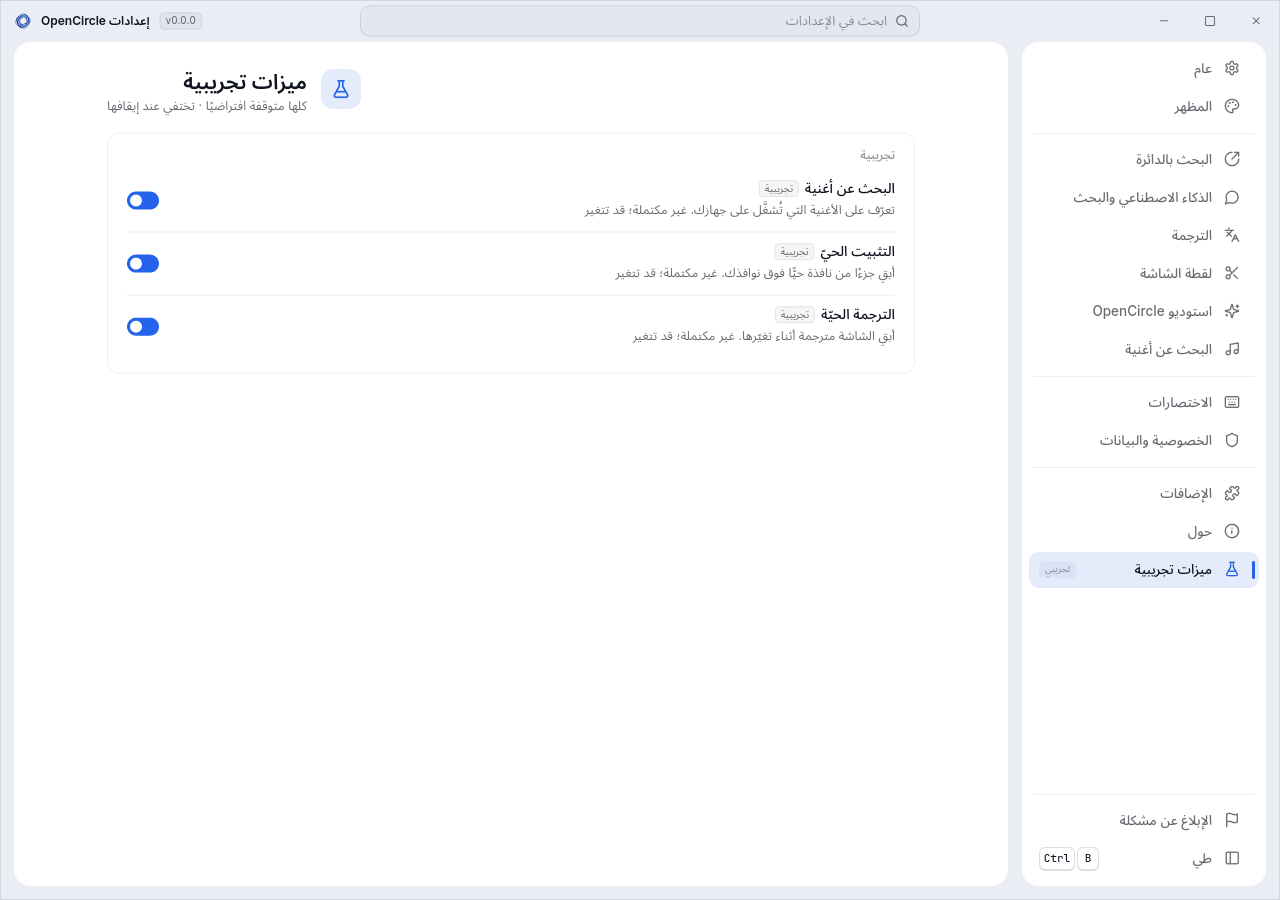 إعدادات OpenCircle
v0.0.0
ابحث في الإعدادات
عام
المظهر
البحث بالدائرة
الذكاء الاصطناعي والبحث
الترجمة
لقطة الشاشة
استوديو OpenCircle
البحث عن أغنية
الاختصارات
الخصوصية والبيانات
الإضافات
حول
ميزات تجريبية تجريبي
الإبلاغ عن مشكلة
طي Ctrl B
ميزات تجريبية
كلها متوقفة افتراضيًا · تختفي عند إيقافها
تجريبية
البحث عن أغنية تجريبية
تعرّف على الأغنية التي تُشغَّل على جهازك. غير مكتملة؛ قد تتغير
التثبيت الحيّ تجريبية
أبقِ جزءًا من نافذة حيًّا فوق نوافذك. غير مكتملة؛ قد تتغير
الترجمة الحيّة تجريبية
أبقِ الشاشة مترجمة أثناء تغيّرها. غير مكتملة؛ قد تتغير